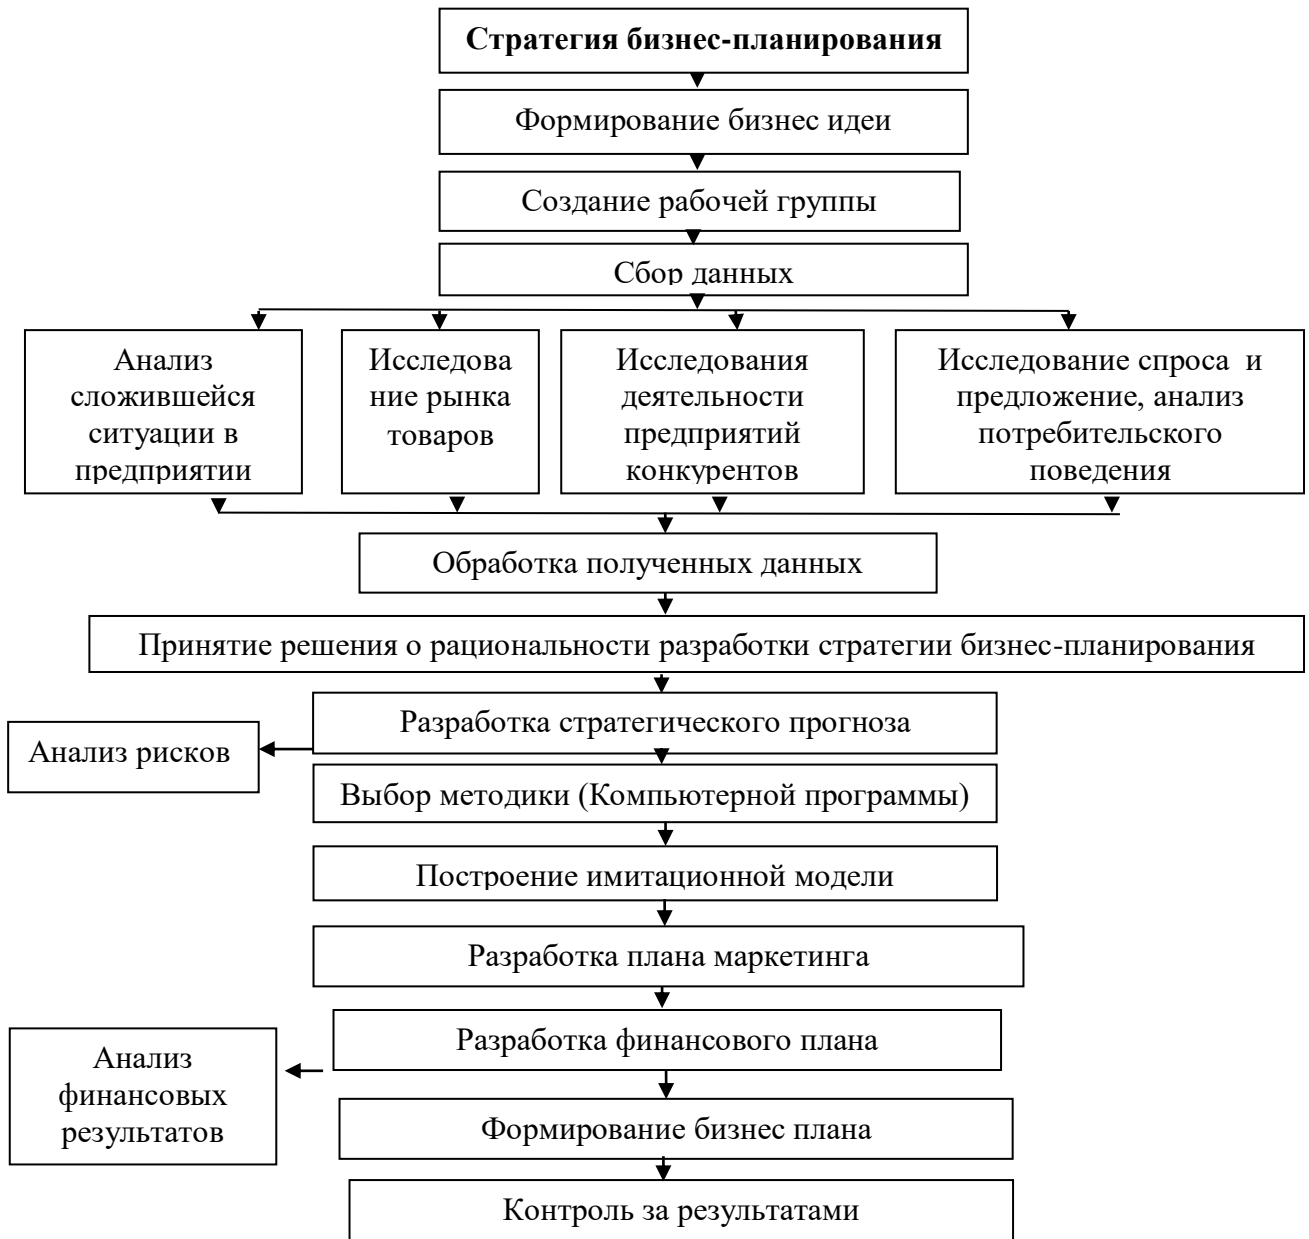 Стратегия бизнес-планирования
Формирование бизнес идеи
Создание рабочей группы
Сбор данных
Анализ
сложившейся
ситуации в
предприятии
Исследова
ние рынка
товаров
Исследования
деятельности
предприятий
конкурентов
Исследование спроса и
предложение, анализ
потребительского
поведения
Обработка полученных данных
Принятие решения о рациональности разработки стратегии бизнес-планирования
Разработка стратегического прогноза
Анализ рисков
Выбор методики (Компьютерной программы)
Построение имитационной модели
Разработка плана маркетинга
Разработка финансового плана
Анализ
финансовых
результатов
Формирование бизнес плана
Контроль за результатами